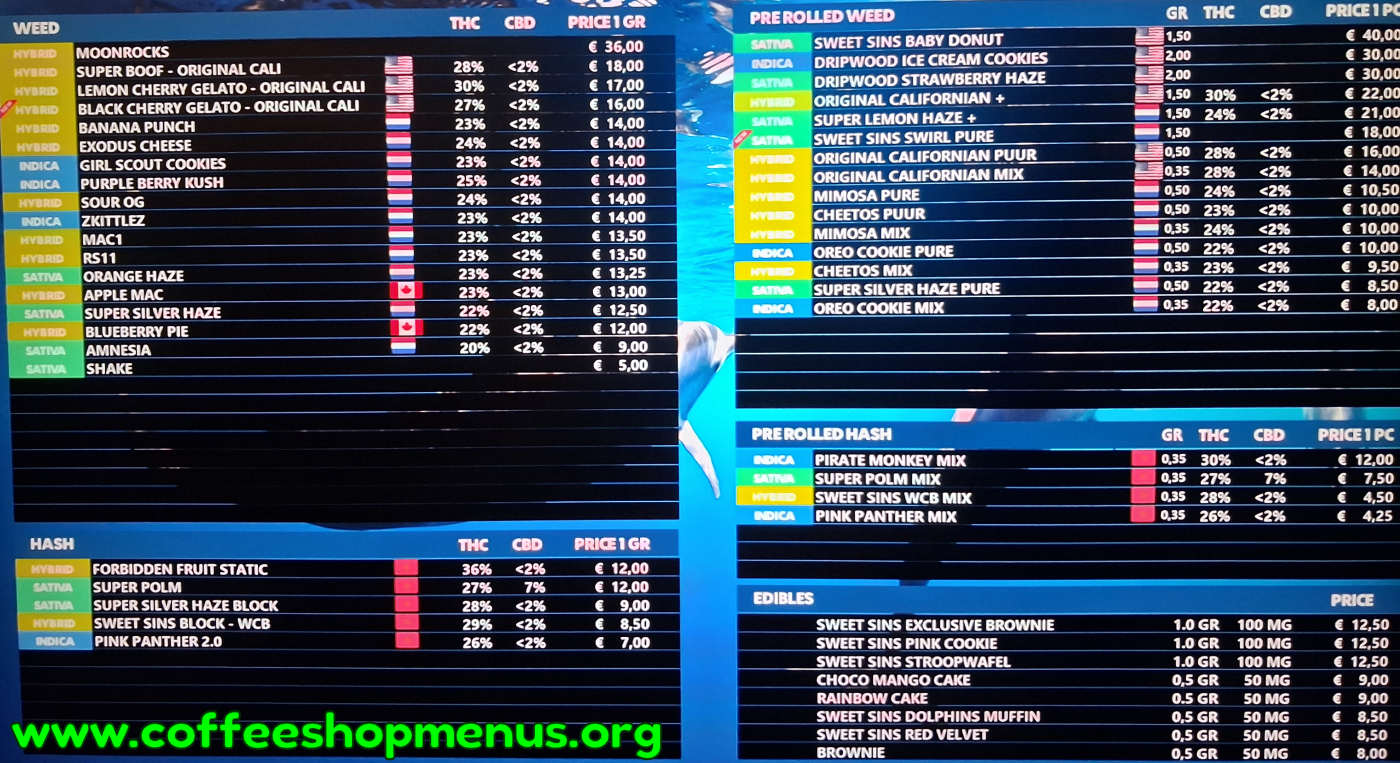 WEED THC CBD PRICE 1 GR
HYBRID MOONROCKS € 36,00
HYBRID SUPER BOOF - ORIGINAL CALI 28% <2% € 18,00
HYBRID LEMON CHERRY GELATO - ORIGINAL CALI 30% <2% € 17,00
NEW HYBRID BLACK CHERRY GELATO - ORIGINAL CALI 27% <2% € 16,00
HYBRID BANANA PUNCH 23% <2% € 14,00
HYBRID EXODUS CHEESE 24% <2% € 14,00
INDICA GIRL SCOUT COOKIES 23% <2% € 14,00
INDICA PURPLE BERRY KUSH 25% <2% € 14,00
HYBRID SOUR OG 24% <2% € 14,00
INDICA ZKITTLEZ 23% <2% € 14,00
HYBRID MAC1 23% <2% € 13,50
HYBRID RS11 23% <2% € 13,50
SATIVA ORANGE HAZE 23% <2% € 13,25
HYBRID APPLE MAC 23% <2% € 13,00
SATIVA SUPER SILVER HAZE 22% <2% € 12,50
HYBRID BLUEBERRY PIE 22% <2% € 12,00
SATIVA AMNESIA 20% <2% € 9,00
SATIVA SHAKE € 5,00
HASH THC CBD PRICE 1 GR
HYBRID FORBIDDEN FRUIT STATIC 36% <2% € 12,00
SATIVA SUPER POLM 27% 7% € 12,00
SATIVA SUPER SILVER HAZE BLOCK 28% <2% € 9,00
HYBRID SWEET SINS BLOCK - WCB 29% <2% € 8,50
INDICA PINK PANTHER 2.0 26% <2% € 7,00
PRE ROLLED WEED GR THC CBD PRICE 1 PC
SATIVA SWEET SINS BABY DONUT 1,50 € 40,00
INDICA DRIPWOOD ICE CREAM COOKIES 2,00 € 30,00
SATIVA DRIPWOOD STRAWBERRY HAZE 2,00 € 30,00
HYBRID ORIGINAL CALIFORNIAN + 1,50 30% <2% € 22,00
SATIVA SUPER LEMON HAZE + 1,50 24% <2% € 21,00
NEW SATIVA SWEET SINS SWIRL PURE 1,50 € 18,00
HYBRID ORIGINAL CALIFORNIAN PUUR 0,50 28% <2% € 16,00
HYBRID ORIGINAL CALIFORNIAN MIX 0,35 28% <2% € 14,00
HYBRID MIMOSA PURE 0,50 24% <2% € 10,50
HYBRID CHEETOS PUUR 0,50 23% <2% € 10,00
HYBRID MIMOSA MIX 0,35 24% <2% € 10,00
INDICA OREO COOKIE PURE 0,50 22% <2% € 10,00
HYBRID CHEETOS MIX 0,35 23% <2% € 9,50
SATIVA SUPER SILVER HAZE PURE 0,50 22% <2% € 8,50
INDICA OREO COOKIE MIX 0,35 22% <2% € 8,00
PRE ROLLED HASH GR THC CBD PRICE 1 PC
INDICA PIRATE MONKEY MIX 0,35 30% <2% € 12,00
SATIVA SUPER POLM MIX 0,35 27% 7% € 7,50
HYBRID SWEET SINS WCB MIX 0,35 28% <2% € 4,50
INDICA PINK PANTHER MIX 0,35 26% <2% € 4,25
EDIBLES PRICE
SWEET SINS EXCLUSIVE BROWNIE 1.0 GR 100 MG € 12,50
SWEET SINS PINK COOKIE 1.0 GR 100 MG € 12,50
SWEET SINS STROOPWAFEL 1.0 GR 100 MG € 12,50
CHOCO MANGO CAKE 0,5 GR 50 MG € 9,00
RAINBOW CAKE 0.5 GR 50 MG € 9,00
SWEET SINS DOLPHINS MUFFIN 0,5 GR 50 MG € 8,50
SWEET SINS RED VELVET 0,5 GR 50 MG € 8,50
BROWNIE 0,5 GR 50 MG € 8,00
www.coffeeshopmenus.org